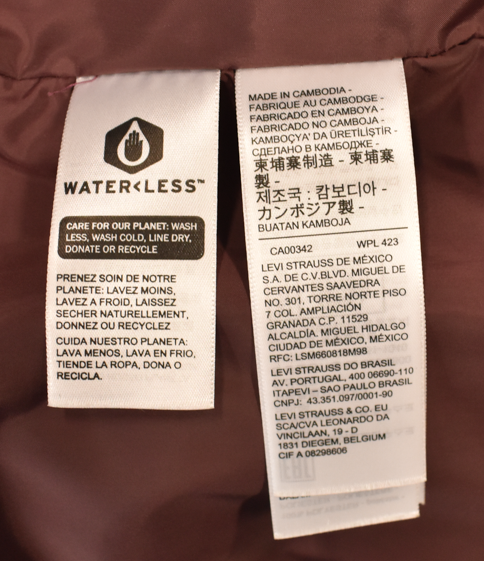 WATER<LESS™
CARE FOR OUR PLANET: WASH
LESS, WASH COLD, LINE DRY,
DONATE OR RECYCLE
PRENEZ SOIN DE NOTRE
PLANETE: LAVEZ MOINS,
LAVEZ A FROID, LAISSEZ
SECHER NATURELLEMENT,
DONNEZ OU RECYCLEZ
CUIDA NUESTRO PLANETA:
LAVA MENOS, LAVA EN FRIO,
TIENDE LA ROPA, DONA O
RECICLA.
MADE IN CAMBODIA -
FABRIQUE AU CAMBODGE -
FABRICADO EN CAMBOYA -
FABRICADO NO CAMBOJA -
KAMBOÇYA' DA ÜRETİLİŞTİR -
СДЕЛАНО В КАМБОДЖЕ -
柬埔寨制造 - 柬埔寨
製 -
제조국 : 캄보디아 -
カンボジア製 -
BUATAN KAMBOJA
CA00342 WPL 423
LEVI STRAUSS DE MÉXICO
S.A. DE C.V.BLVD. MIGUEL DE
CERVANTES SAAVEDRA
NO. 301, TORRE NORTE PISO
7 COL. AMPLIACIÓN
GRANADA C.P. 11529
ALCALDÍA. MIGUEL HIDALGO
CIUDAD DE MÉXICO, MÉXICO
RFC: LSM660818M98
LEVI STRAUSS DO BRASIL
AV. PORTUGAL, 400 06690-110
ITAPEVI – SAO PAULO BRASIL
CNPJ: 43.351.097/0001-90
LEVI STRAUSS & CO. EU
SCA/CVA LEONARDO DA
VINCILAAN, 19 - D
1831 DIEGEM, BELGIUM
CIF A 08298606